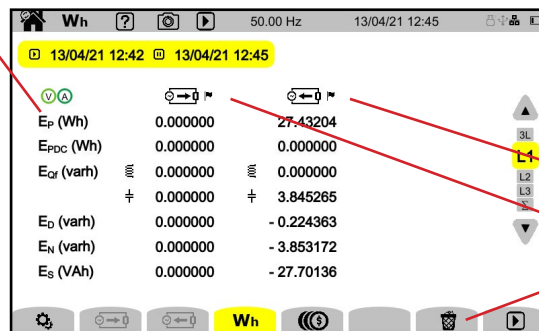 Wh ? 50.00 Hz 13/04/21 12:45
13/04/21 12:42 13/04/21 12:45
V A
EP (Wh) 0.000000 27.43204
EPDC (Wh) 0.000000 0.000000
EQf (varh) 0.000000 0.000000
0.000000 3.845265
ED (varh) 0.000000 - 0.224363
EN (varh) 0.000000 - 3.853172
ES (VAh) 0.000000 - 27.70136
3L
L1
L2
L3
Σ
Wh $